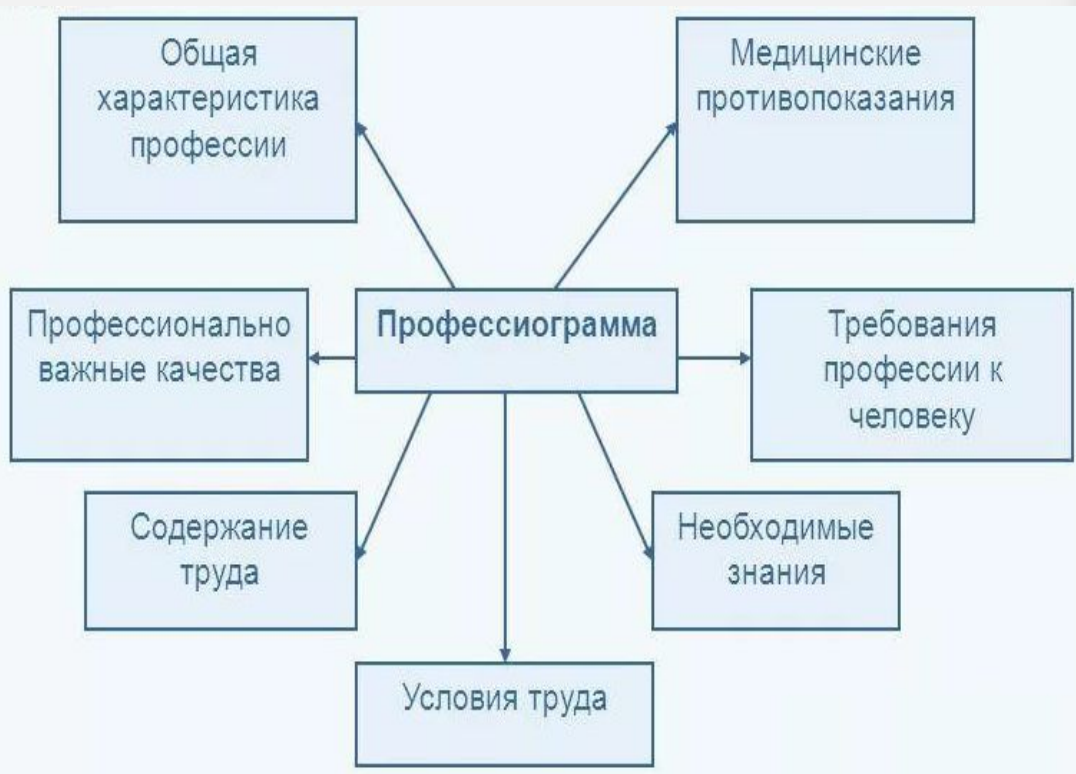 Общая
характеристика
профессии
Медицинские
противопоказания
Профессионально
важные качества
Профессиограмма
Требования
профессии к
человеку
Содержание
труда
Необходимые
знания
Условия труда